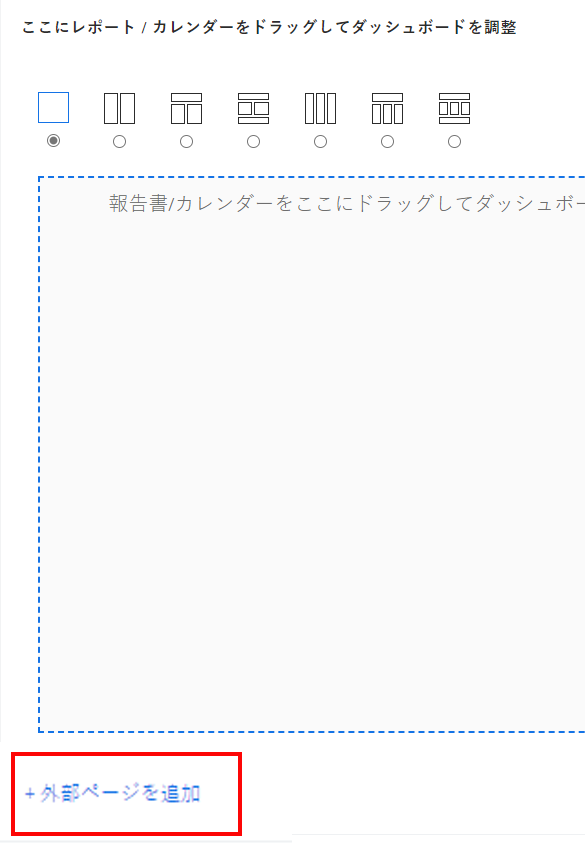 ここにレポート / カレンダーをドラッグしてダッシュボードを調整
報告書/カレンダーをここにドラッグしてダッシュボー
+ 外部ページを追加